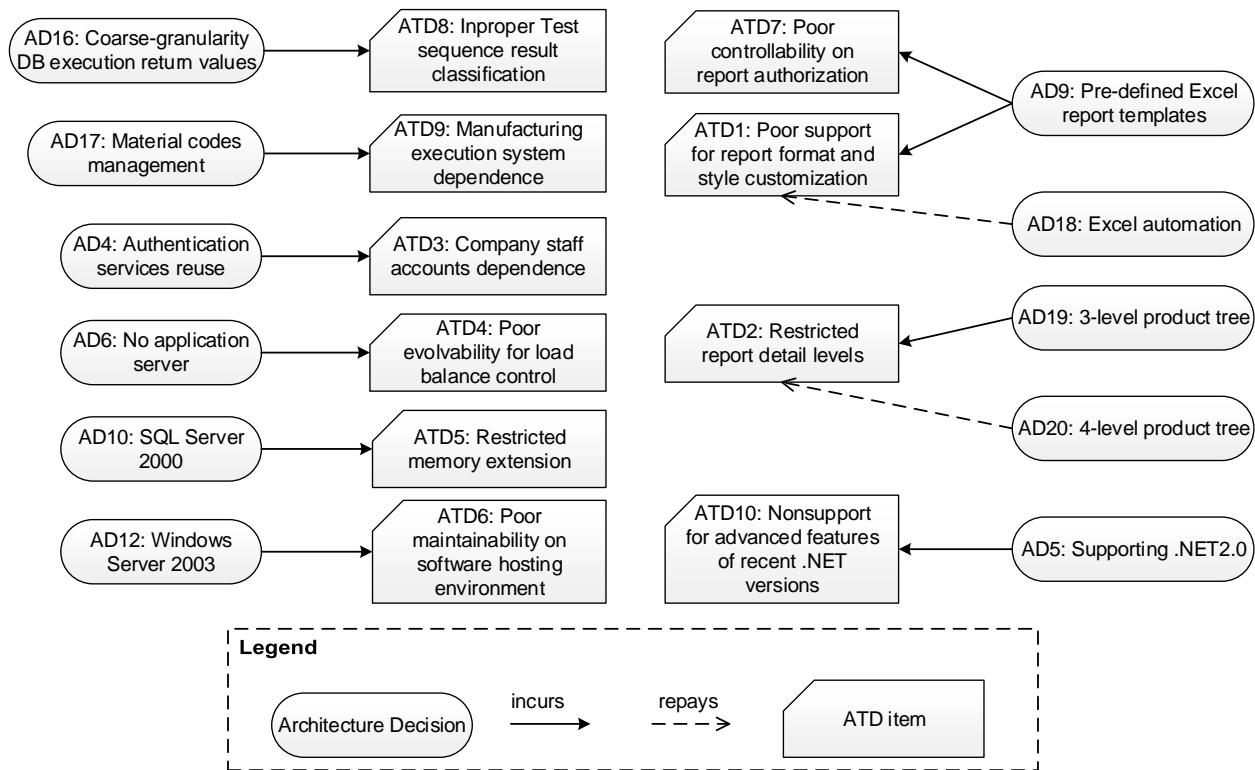 AD16: Coarse-granularity
DB execution return values
ATD8: Inproper Test
sequence result
classification
ATD7: Poor
controllability on
report authorization
AD9: Pre-defined Excel
report templates
AD17: Material codes
management
ATD9: Manufacturing
execution system
dependence
ATD1: Poor support
for report format and
style customization
AD18: Excel automation
AD4: Authentication
services reuse
ATD3: Company staff
accounts dependence
AD19: 3-level product tree
AD6: No application
server
ATD4: Poor
evolvability for load
balance control
ATD2: Restricted
report detail levels
AD20: 4-level product tree
AD10: SQL Server
2000
ATD5: Restricted
memory extension
AD12: Windows
Server 2003
ATD6: Poor
maintainability on
software hosting
environment
ATD10: Nonsupport
for advanced features
of recent .NET
versions
AD5: Supporting .NET2.0
Legend
Architecture Decision
incurs
repays
ATD item